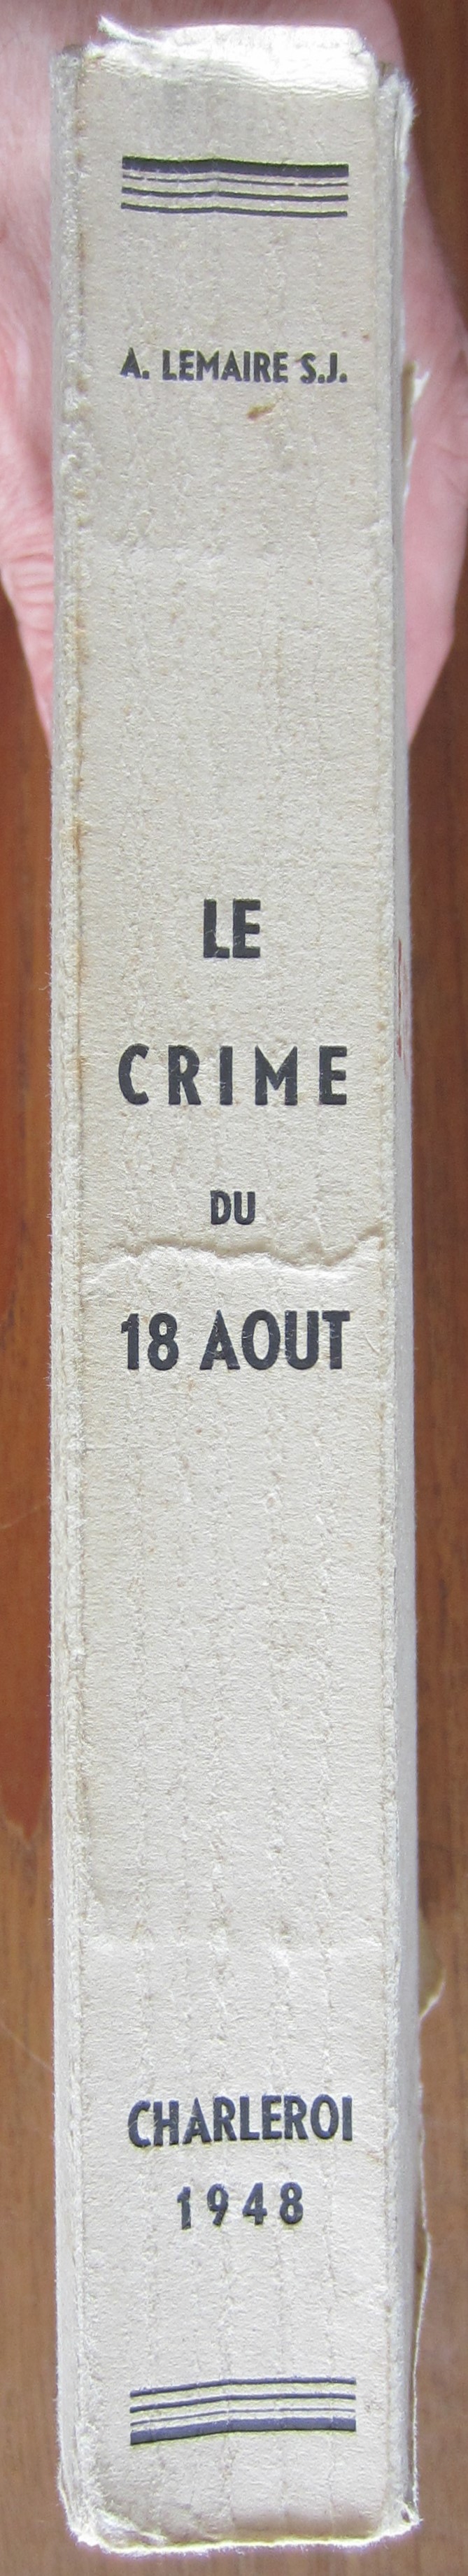 A. LEMAIRE S.J.
LE
CRIME
DU
18 AOUT
CHARLEROI
1948